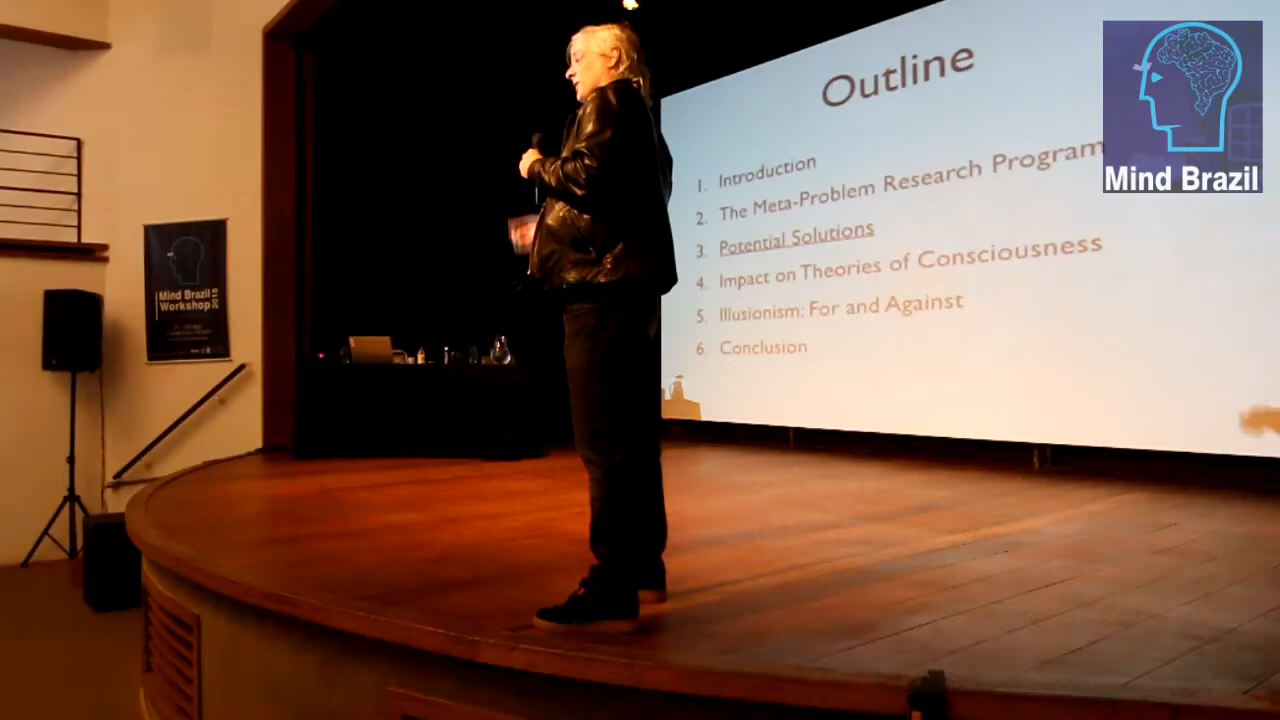 Outline
1. Introduction
2. The Meta-Problem Research Program
3. Potential Solutions
4. Impact on Theories of Consciousness
5. Illusionism: For and Against
6. Conclusion
Mind Brazil
Mind Brazil
Workshop